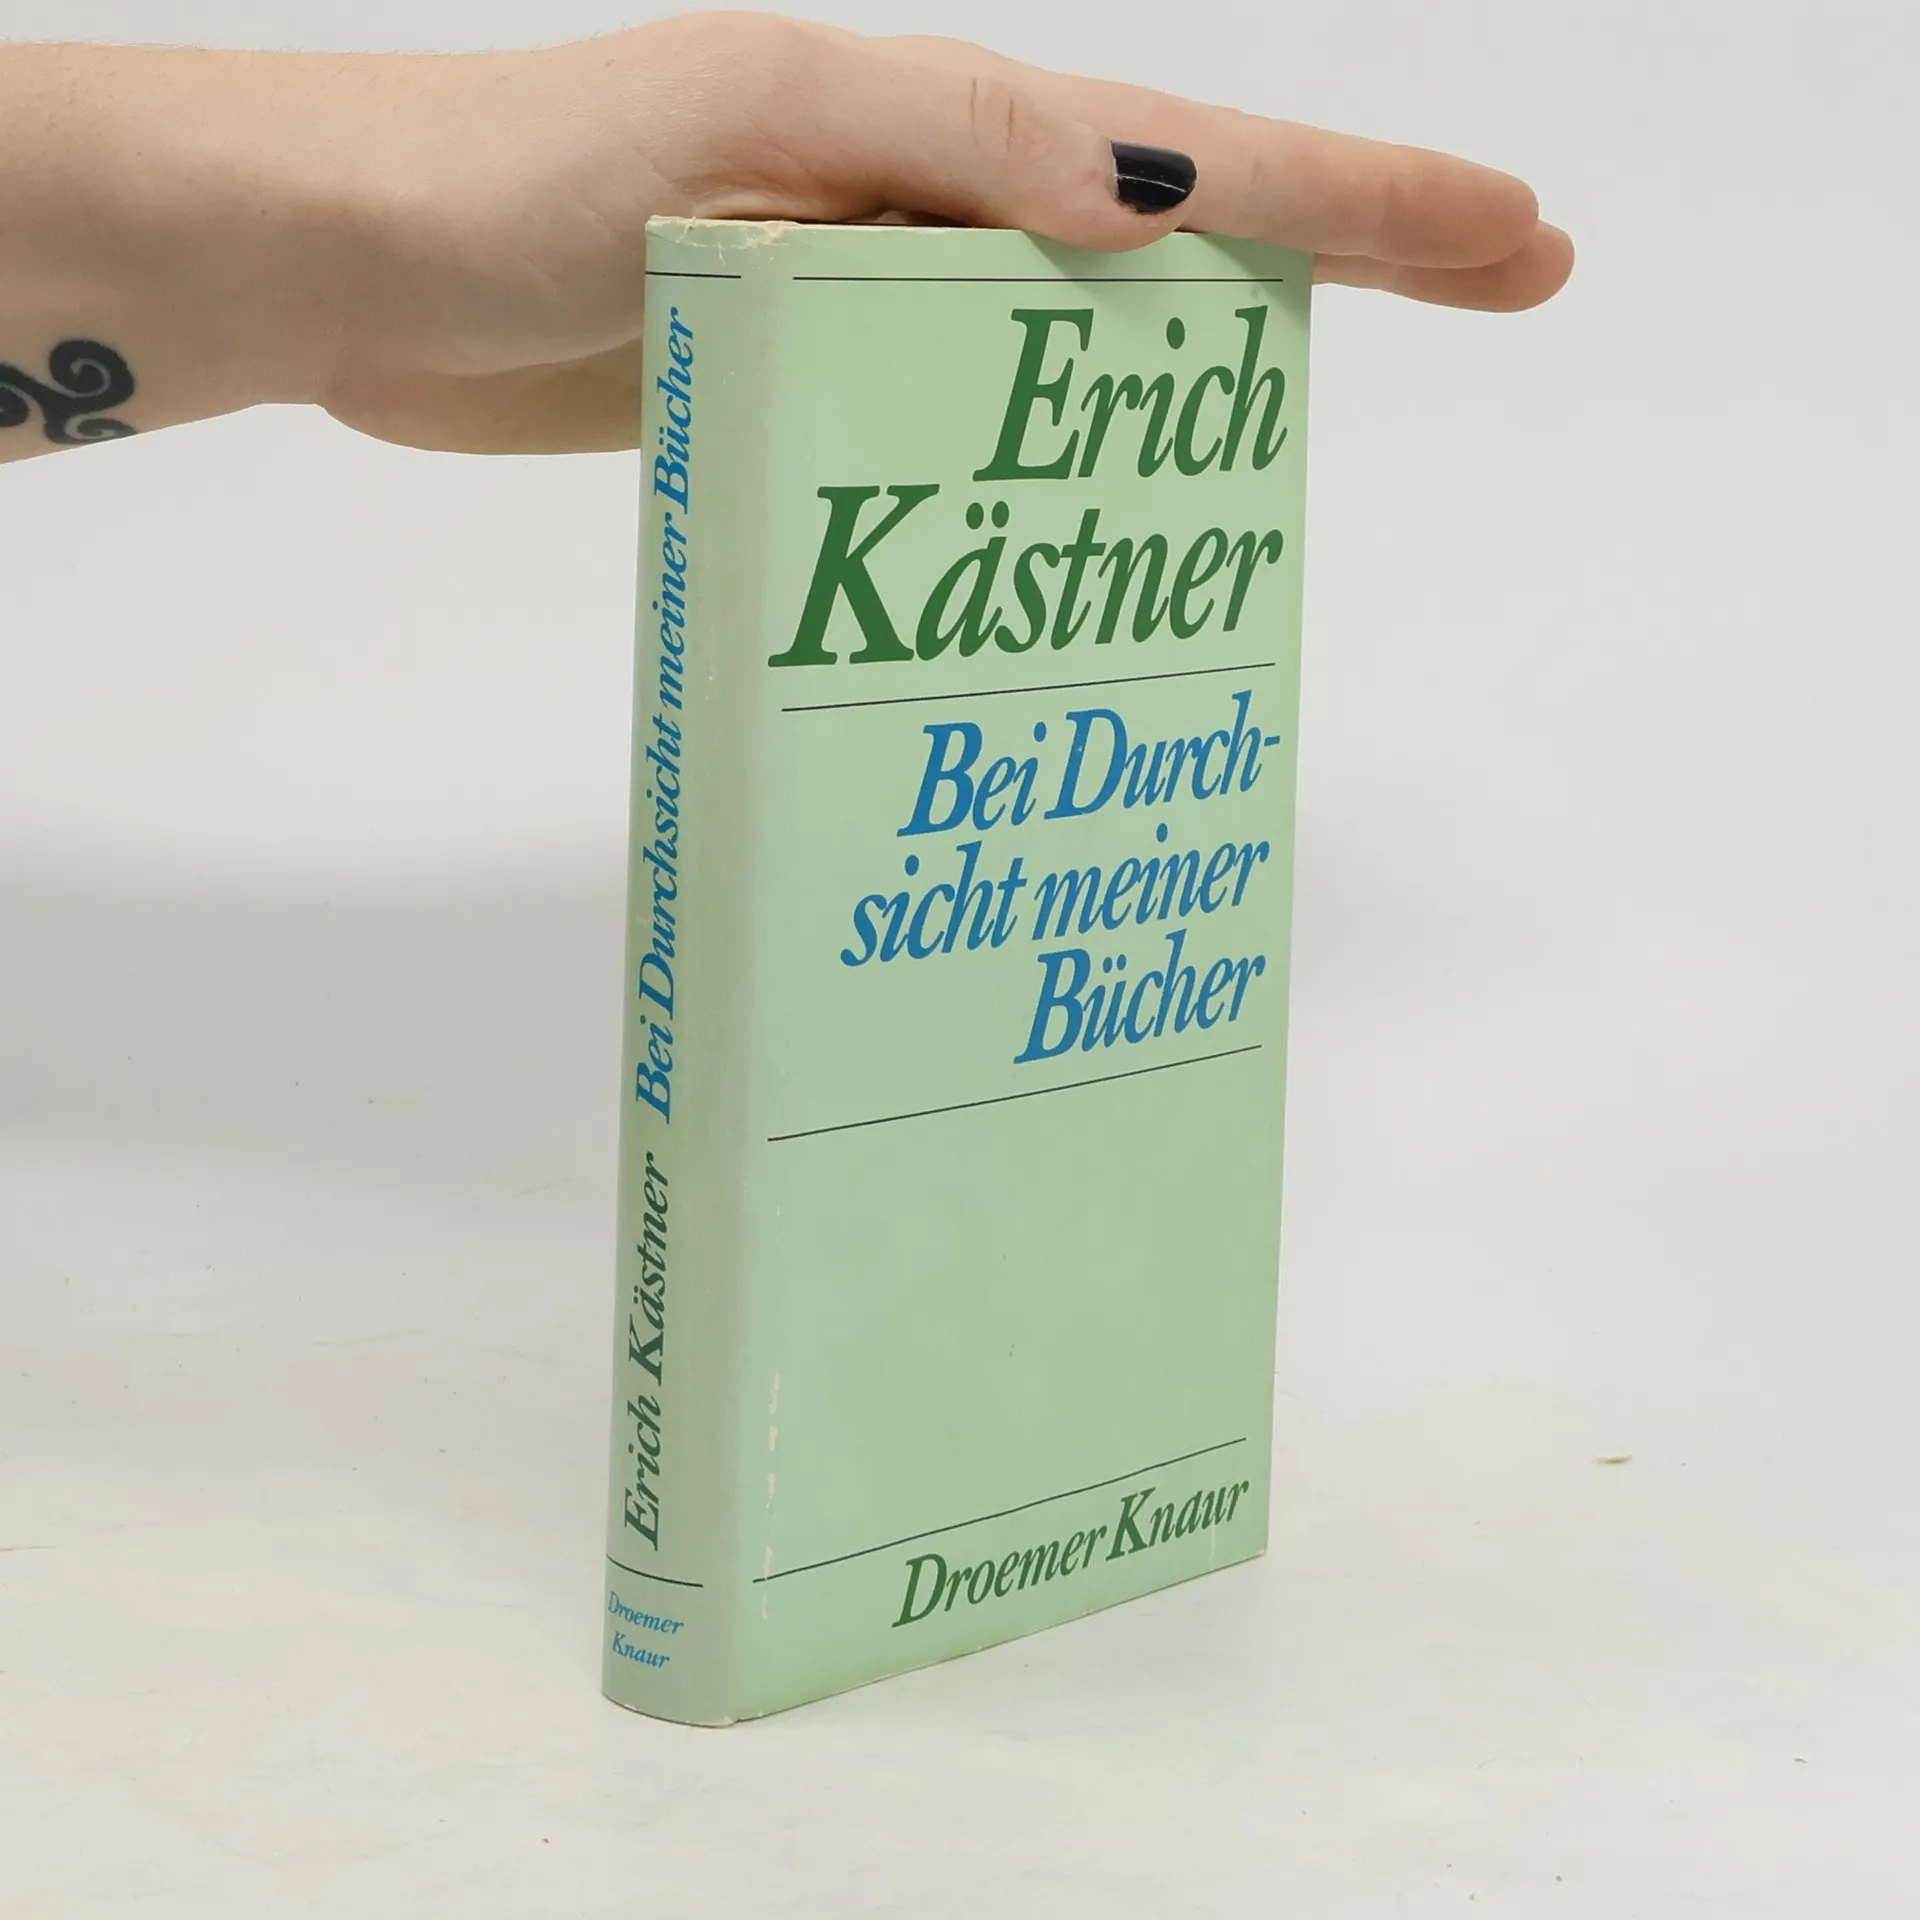 Erich
Kästner
Bei Durch-
sicht meiner
Bücher
Droemer Knaur
Erich Kästner Bei Durchsicht meiner Bücher
Droemer
Knaur